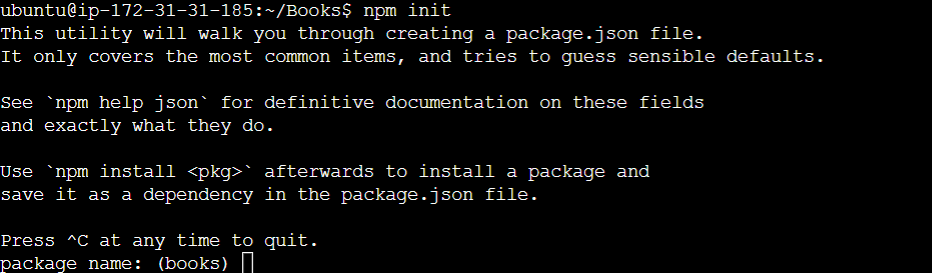 ubuntu@ip-172-31-31-185:~/Books$ npm init
This utility will walk you through creating a package.json file.
It only covers the most common items, and tries to guess sensible defaults.
See `npm help json` for definitive documentation on these fields
and exactly what they do.
Use `npm install <pkg>` afterwards to install a package and
save it as a dependency in the package.json file.
Press ^C at any time to quit.
package name: (books)